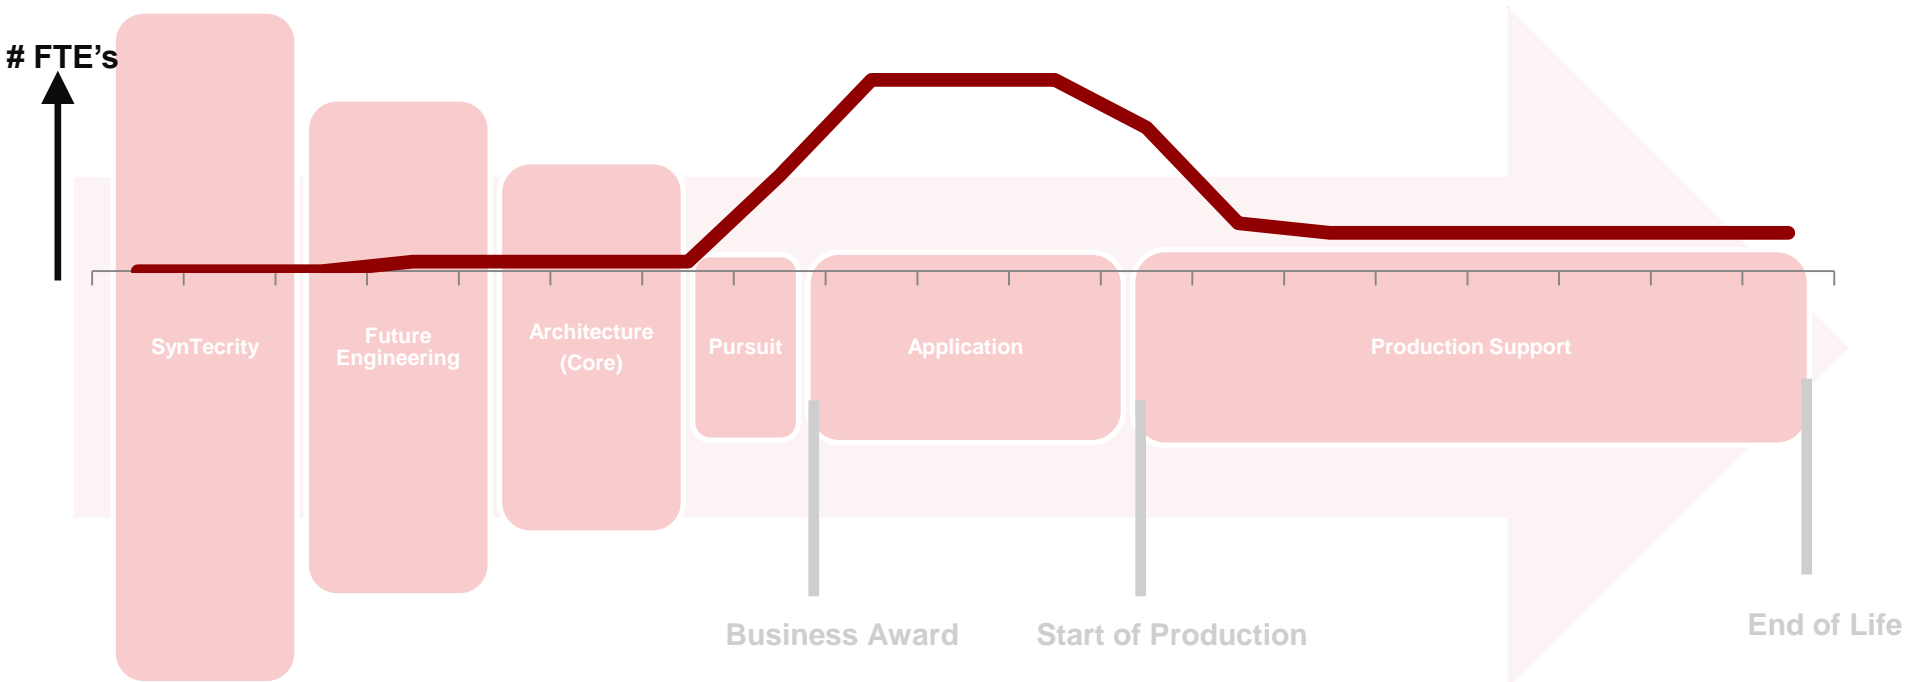 # FTE’s
SynTecrity
Future
Engineering
Architecture
(Core)
Pursuit
Application
Production Support
Business Award
Start of Production
End of Life